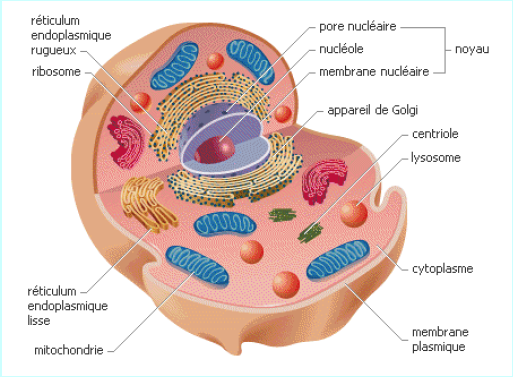 réticulum
endoplasmique
rugueux
ribosome
pore nucléaire
nucléole
noyau
membrane nucléaire
appareil de Golgi
centriole
lysosome
cytoplasme
membrane
plasmique
réticulum
endoplasmique
lisse
mitochondrie